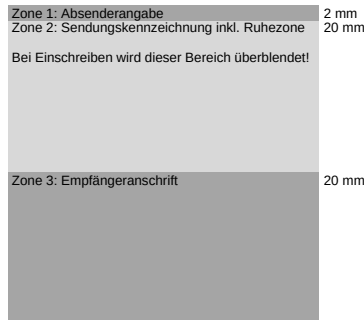 Zone 1: Absenderangabe 2 mm
Zone 2: Sendungskennzeichnung inkl. Ruhezone 20 mm
Bei Einschreiben wird dieser Bereich überblendet!
Zone 3: Empfängeranschrift 20 mm